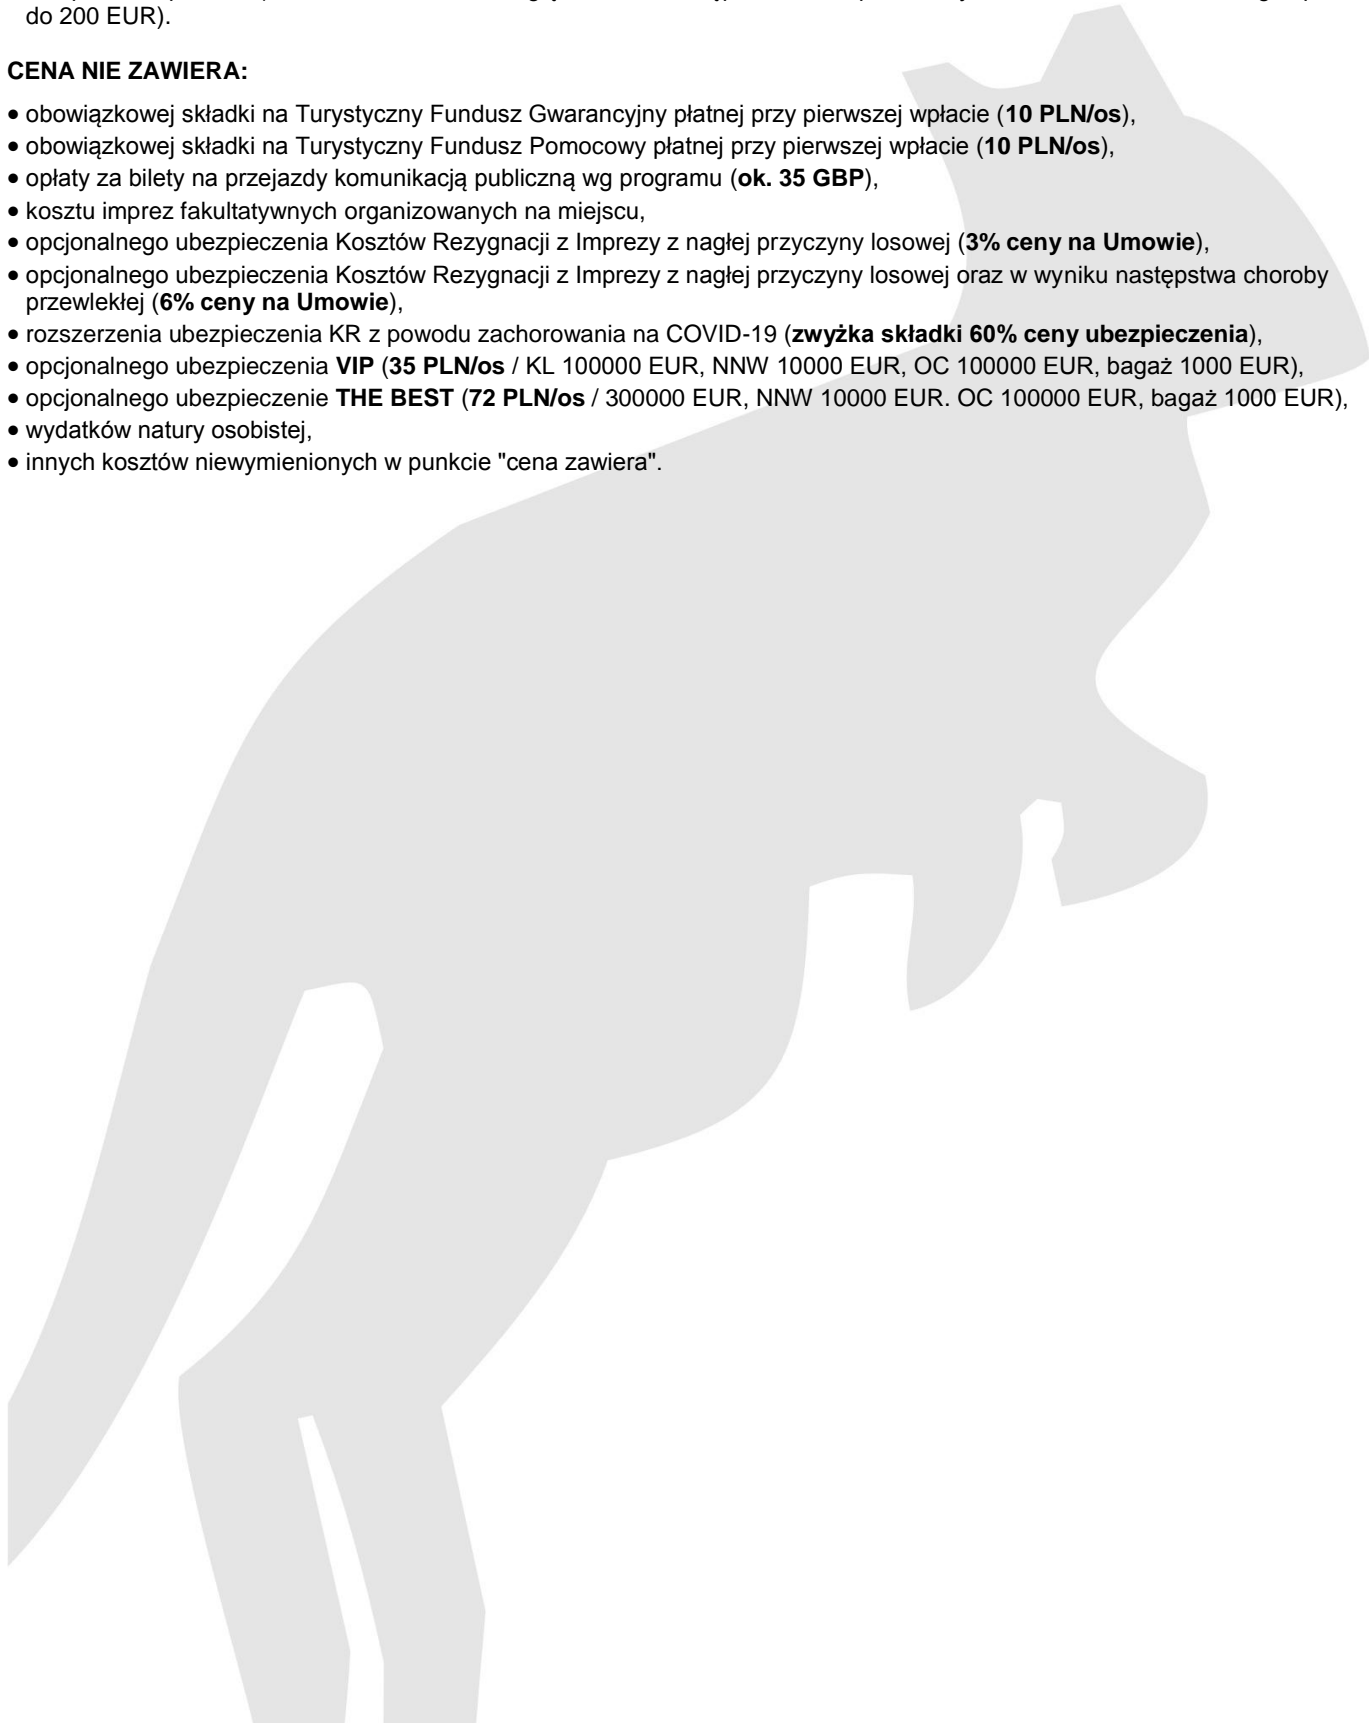 do 200 EUR).
CENA NIE ZAWIERA:
• obowiązkowej składki na Turystyczny Fundusz Gwarancyjny płatnej przy pierwszej wpłacie (10 PLN/os),
• obowiązkowej składki na Turystyczny Fundusz Pomocowy płatnej przy pierwszej wpłacie (10 PLN/os),
• opłaty za bilety na przejazdy komunikacją publiczną wg programu (ok. 35 GBP),
• kosztu imprez fakultatywnych organizowanych na miejscu,
• opcjonalnego ubezpieczenia Kosztów Rezygnacji z Imprezy z nagłej przyczyny losowej (3% ceny na Umowie),
• opcjonalnego ubezpieczenia Kosztów Rezygnacji z Imprezy z nagłej przyczyny losowej oraz w wyniku następstwa choroby
przewlekłej (6% ceny na Umowie),
• rozszerzenia ubezpieczenia KR z powodu zachorowania na COVID-19 (zwyżka składki 60% ceny ubezpieczenia),
• opcjonalnego ubezpieczenia VIP (35 PLN/os / KL 100000 EUR, NNW 10000 EUR, OC 100000 EUR, bagaż 1000 EUR),
• opcjonalnego ubezpieczenie THE BEST (72 PLN/os / 300000 EUR, NNW 10000 EUR. OC 100000 EUR, bagaż 1000 EUR),
• wydatków natury osobistej,
• innych kosztów niewymienionych w punkcie "cena zawiera".